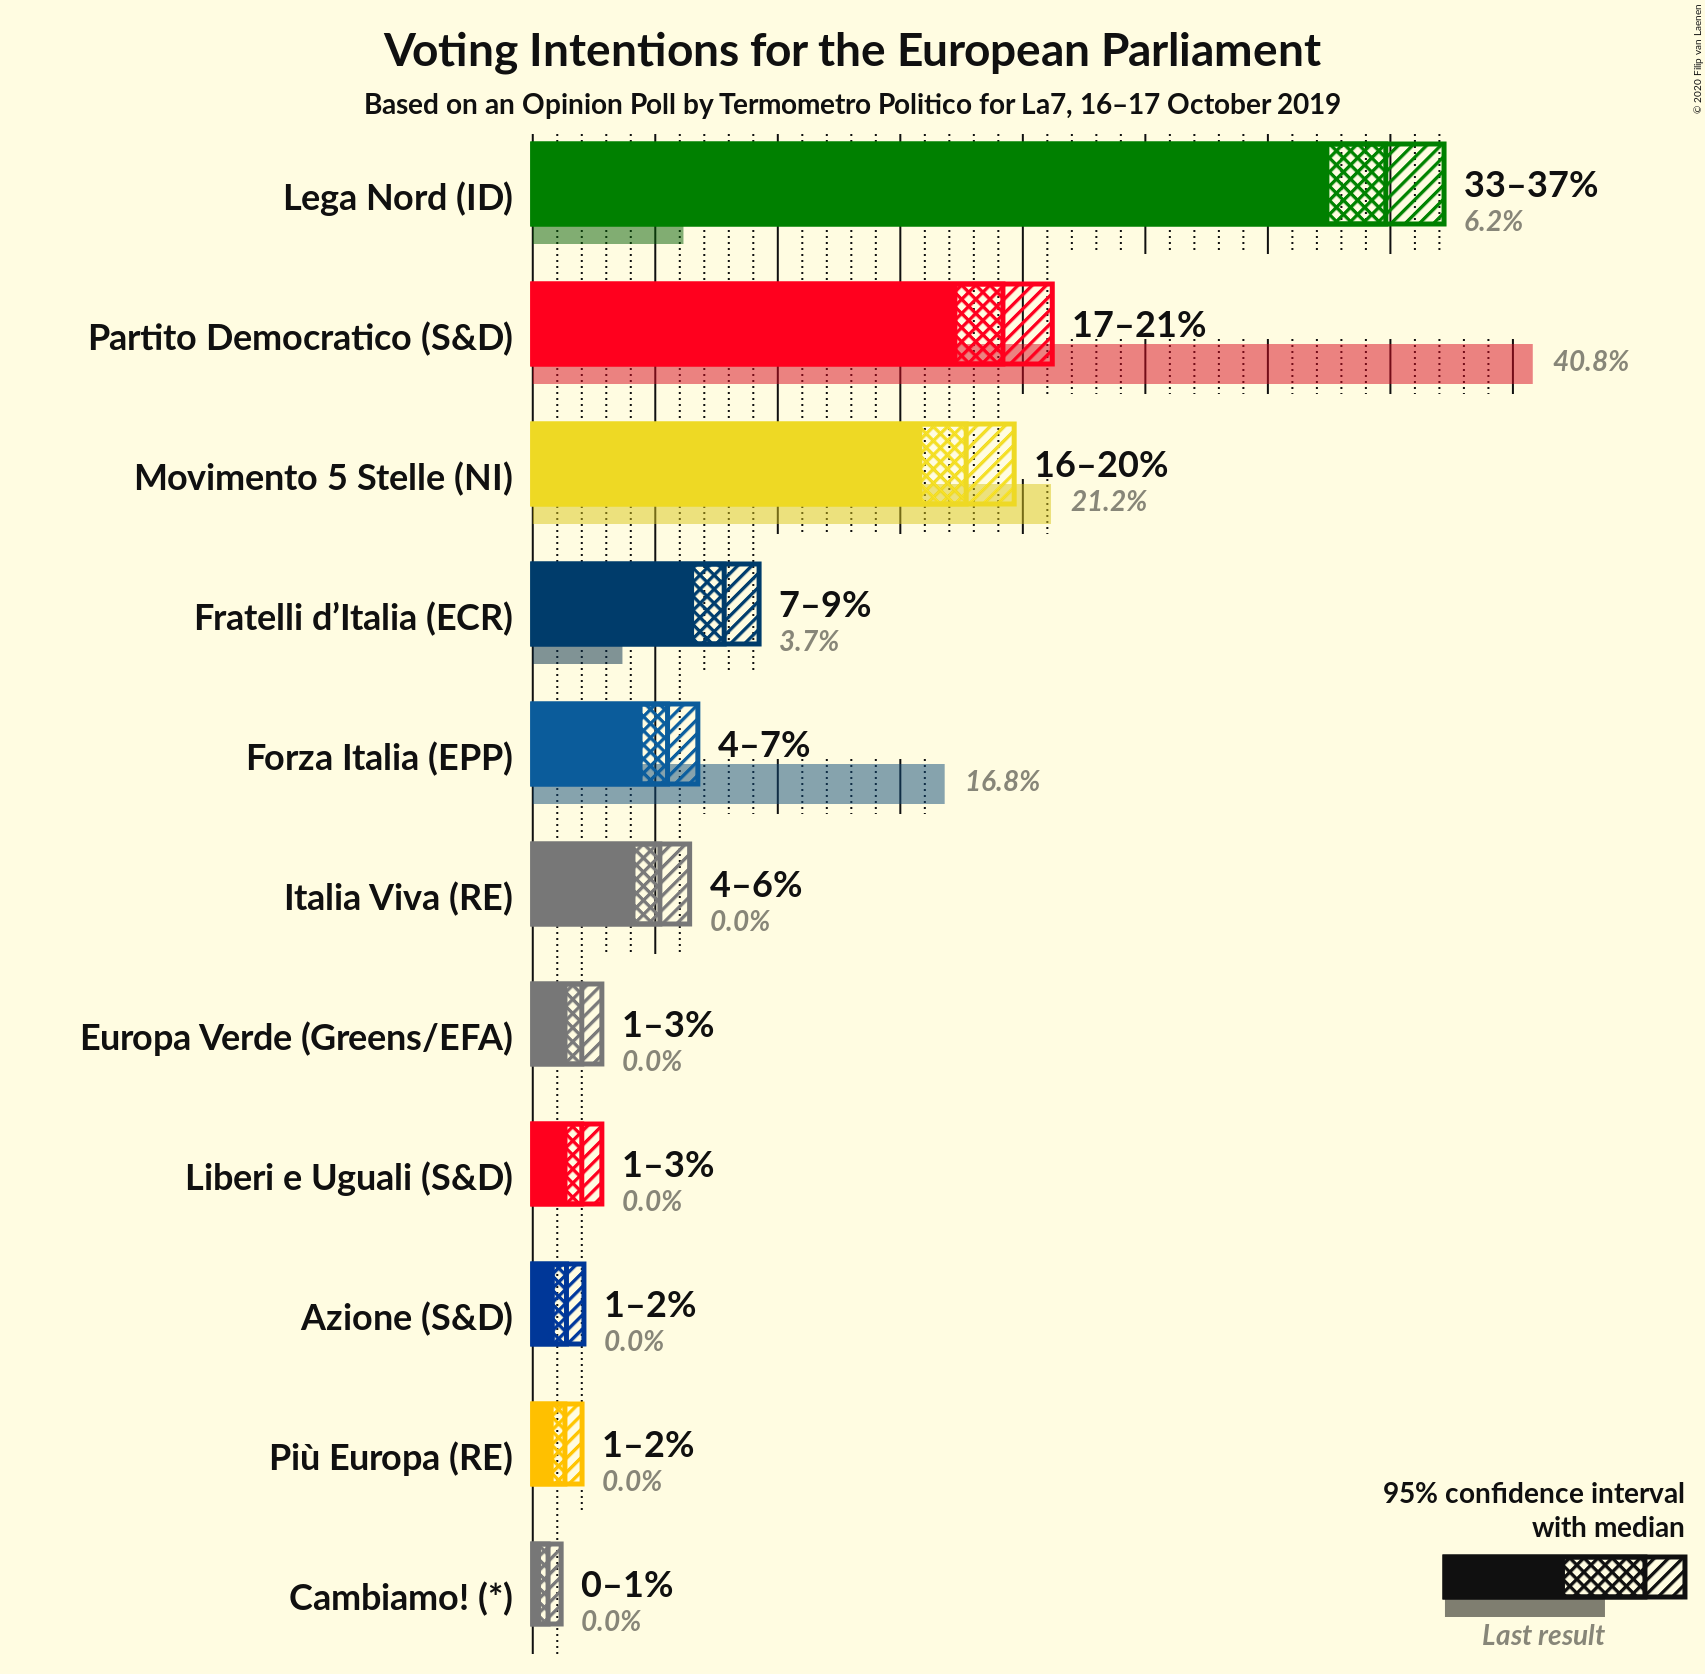 Voting Intentions for the European Parliament
Based on an Opinion Poll by Termometro Politico for La7, 16–17 October 2019
© 2020 Filip van Laenen
Lega Nord (ID)
33–37%
6.2%
Partito Democratico (S&D)
17–21%
40.8%
Movimento 5 Stelle (NI)
16–20%
21.2%
Fratelli d’Italia (ECR)
7–9%
3.7%
Forza Italia (EPP)
4–7%
16.8%
Italia Viva (RE)
4–6%
0.0%
Europa Verde (Greens/EFA)
1–3%
0.0%
Liberi e Uguali (S&D)
1–3%
0.0%
Azione (S&D)
1–2%
0.0%
Più Europa (RE)
1–2%
0.0%
Cambiamo! (*)
0–1%
0.0%
95% confidence interval
with median
Last result